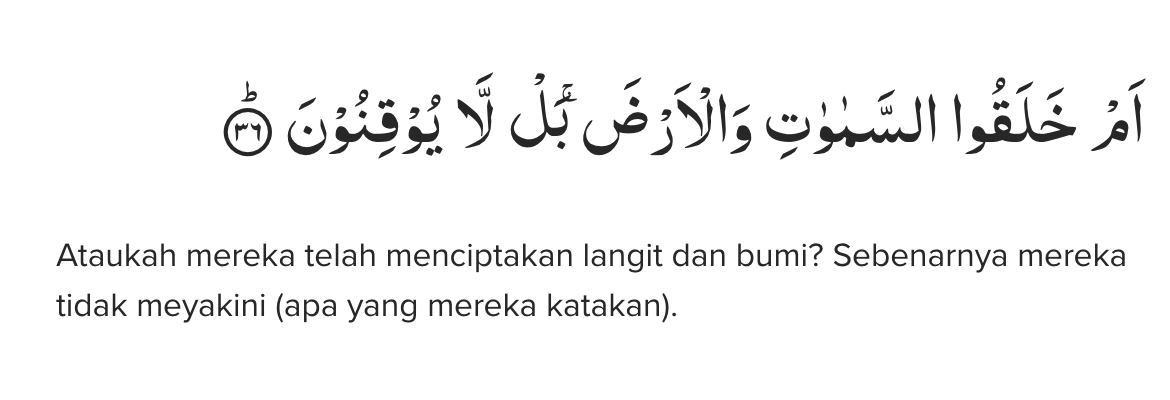 اَمْ خَلَقُوا السَّمٰوٰتِ وَالْاَرْضَۚ بَلْ لَّا يُوْقِنُوْنَۗ ۝٣٦
Ataukah mereka telah menciptakan langit dan bumi? Sebenarnya mereka
tidak meyakini (apa yang mereka katakan).